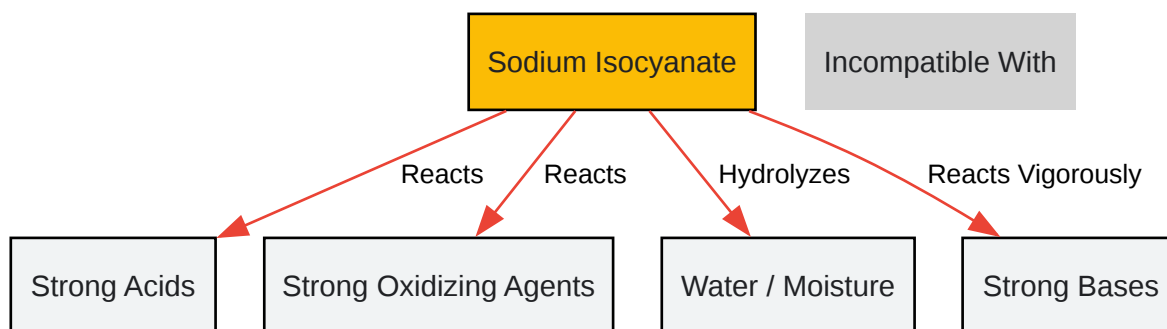 Sodium Isocyanate
Incompatible With
Reacts
Reacts
Hydrolyzes
Reacts Vigorously
Strong Acids
Strong Oxidizing Agents
Water / Moisture
Strong Bases